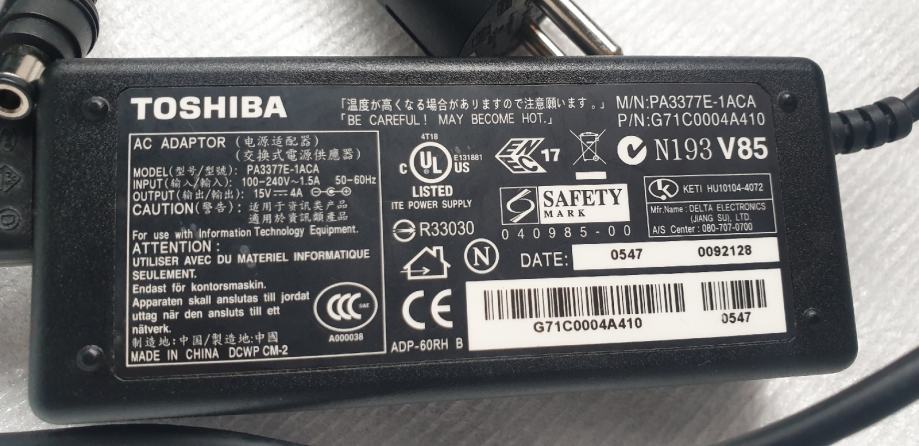 TOSHIBA
「温度が高くなる場合がありますので注意願います。」
「BE CAREFUL! MAY BECOME HOT.」
M/N:PA3377E-1ACA
P/N:G71C0004A410
AC ADAPTOR (电源适配器)
(交換式電源供應器)
MODEL(型号/型號): PA3377E-1ACA
INPUT(输入/輸入): 100-240V~1.5A 50-60Hz
OUTPUT(输出/輸出): 15V 4A
CAUTION(警告): 适用于资讯类产品
適用於資訊類產品
For use with Information Technology Equipment.
ATTENTION :
UTILISER AVEC DU MATERIEL INFORMATIQUE
SEULEMENT.
Endast för kontorsmaskin.
Apparaten skall anslutas till jordat
uttag när den ansluts till ett
nätverk.
制造地:中国/製造地:中國
MADE IN CHINA DCWP CM-2
CCC
A000038
4T18
C UL US
E131881
LISTED
ITE POWER SUPPLY
R33030
N
CE
ADP-60RH B
EN
EC 17
N193 V85
S SAFETY
MARK
040985-00
K KETI HU10104-4072
Mfr.Name : DELTA ELECTRONICS
(JIANG SU), LTD.
A/S Center : 080-707-0700
DATE: 0547 0092128
G71C0004A410
0547